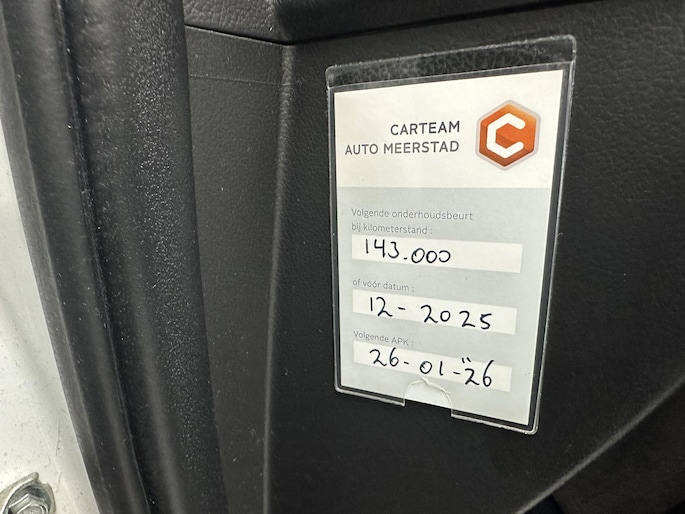 CARTEAM
AUTO MEERSTAD
C
Volgende onderhoudsbeurt
bij kilometerstand :
143.000
of vóór datum :
12-2025
Volgende APK :
26-01-"26